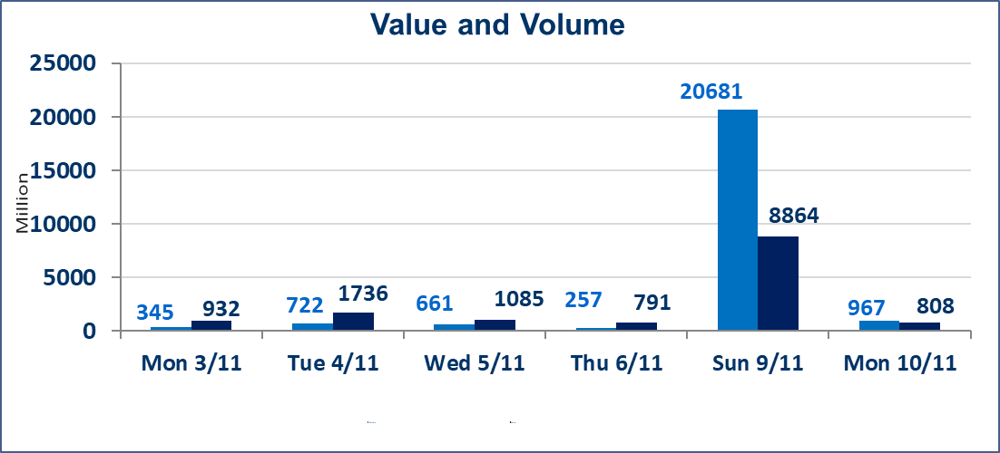 Value and Volume
25000
20000
15000
10000
5000
0
Million
345 932 722 1736 661 1085 257 791 20681 8864 967 808
Mon 3/11 Tue 4/11 Wed 5/11 Thu 6/11 Sun 9/11 Mon 10/11